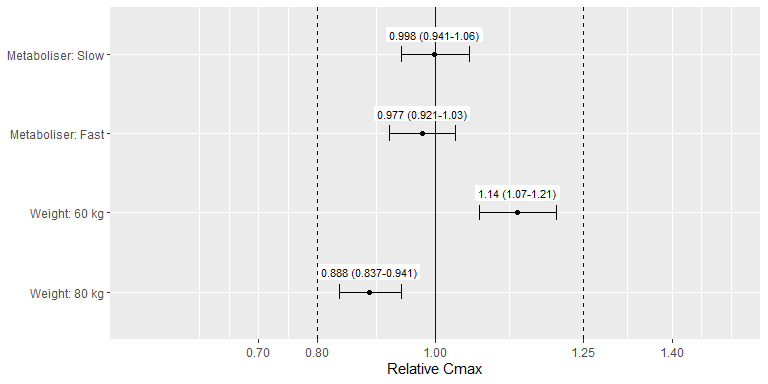 0.998 (0.941-1.06)
Metaboliser: Slow
0.977 (0.921-1.03)
Metaboliser: Fast
1.14 (1.07-1.21)
Weight: 60 kg
0.888 (0.837-0.941)
Weight: 80 kg
0.70 0.80 1.00 1.25 1.40
Relative Cmax